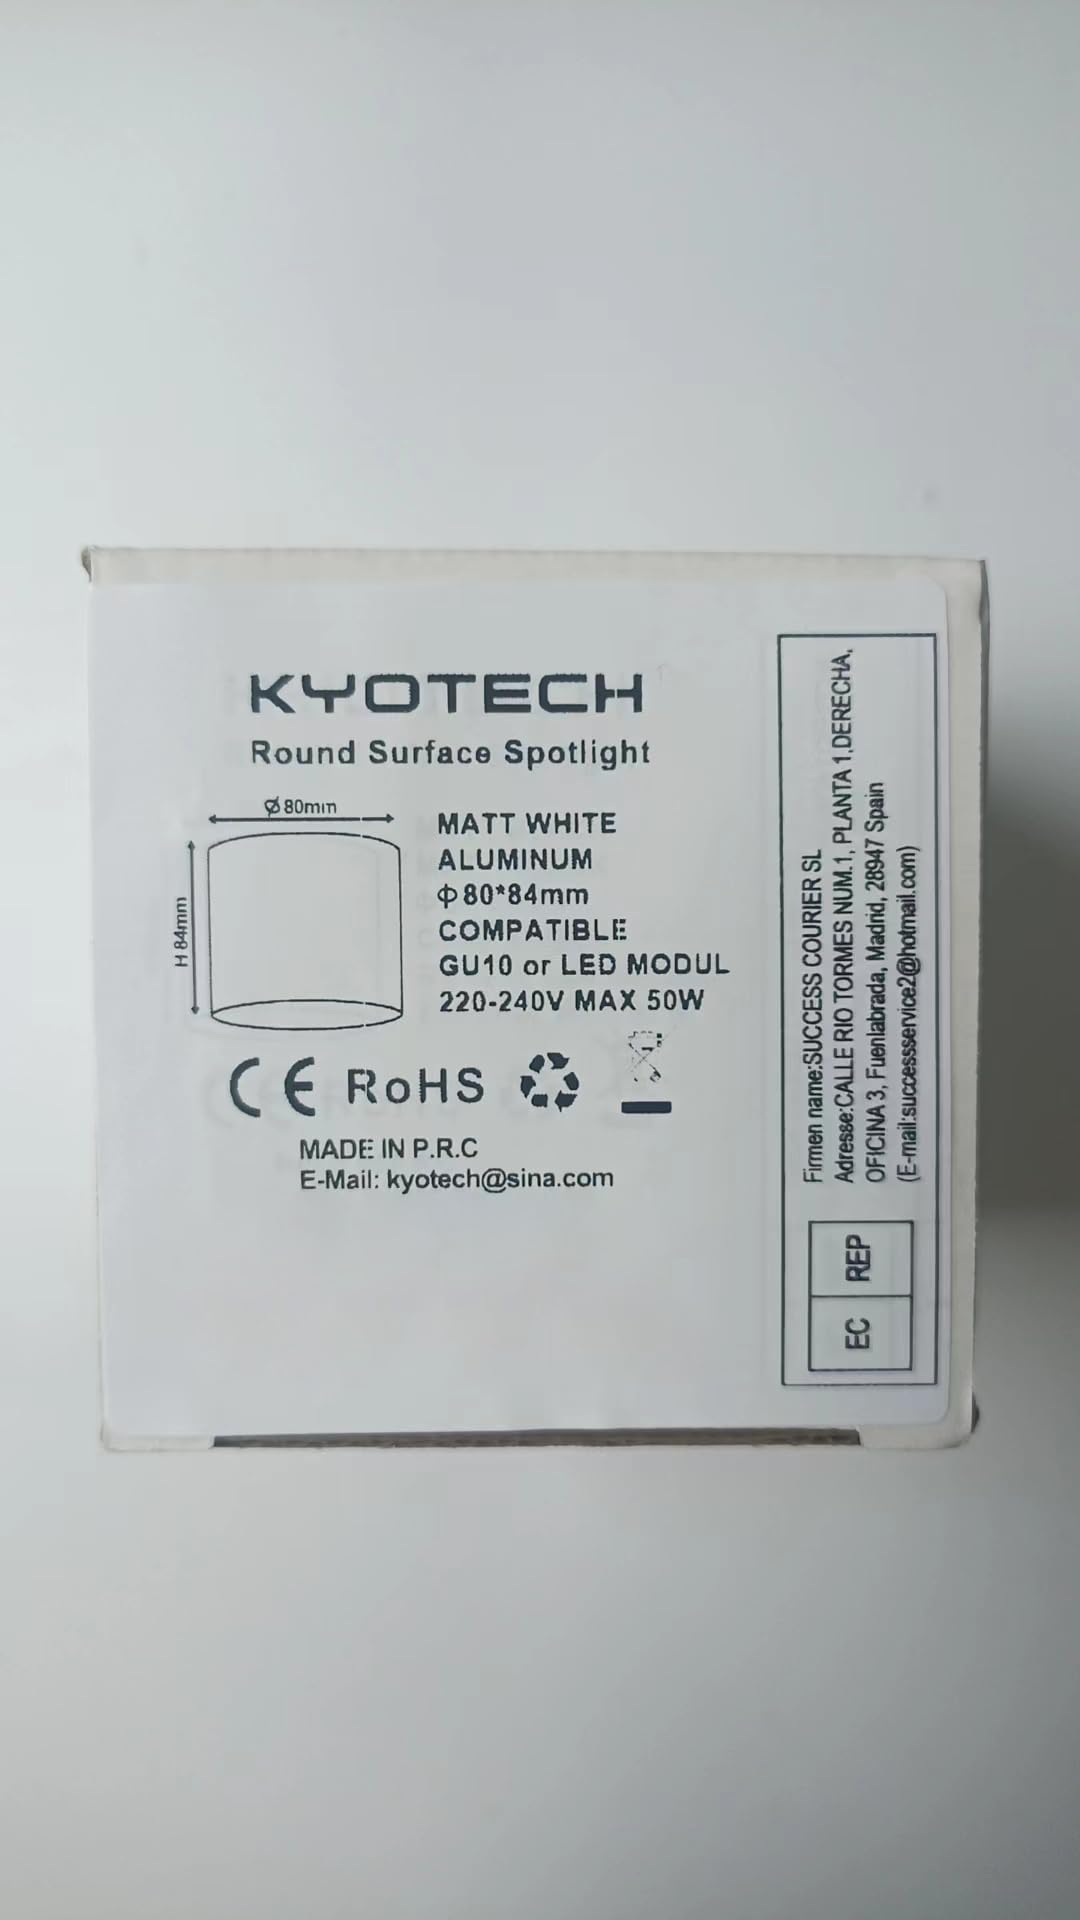 KYOTECH
Round Surface Spotlight
Ø80mm
H 84mm
MATT WHITE
ALUMINUM
Φ80*84mm
COMPATIBLE
GU10 or LED MODUL
220-240V MAX 50W
CE RoHS
MADE IN P.R.C
E-Mail: kyotech@sina.com
EC REP
Firmen name:SUCCESS COURIER SL
Adresse:CALLE RIO TORMES NUM.1, PLANTA 1,DERECHA,
OFICINA 3, Fuenlabrada, Madrid, 28947 Spain
(E-mail:successservice2@hotmail.com)